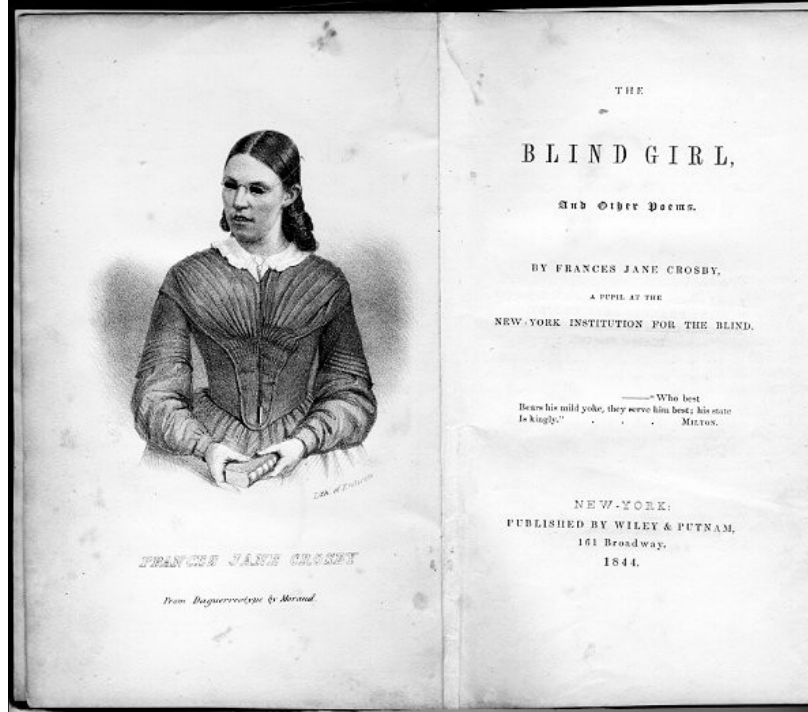 FRANCES JANE CROSBY
From Daguerreotype by Morand.
THE
BLIND GIRL,
And Other Poems.
BY FRANCES JANE CROSBY,
A PUPIL AT THE
NEW-YORK INSTITUTION FOR THE BLIND.
——"Who best
Bears his mild yoke, they serve him best; his state
Is kingly." . . . MILTON.
NEW-YORK:
PUBLISHED BY WILEY & PUTNAM,
161 Broadway.
1844.